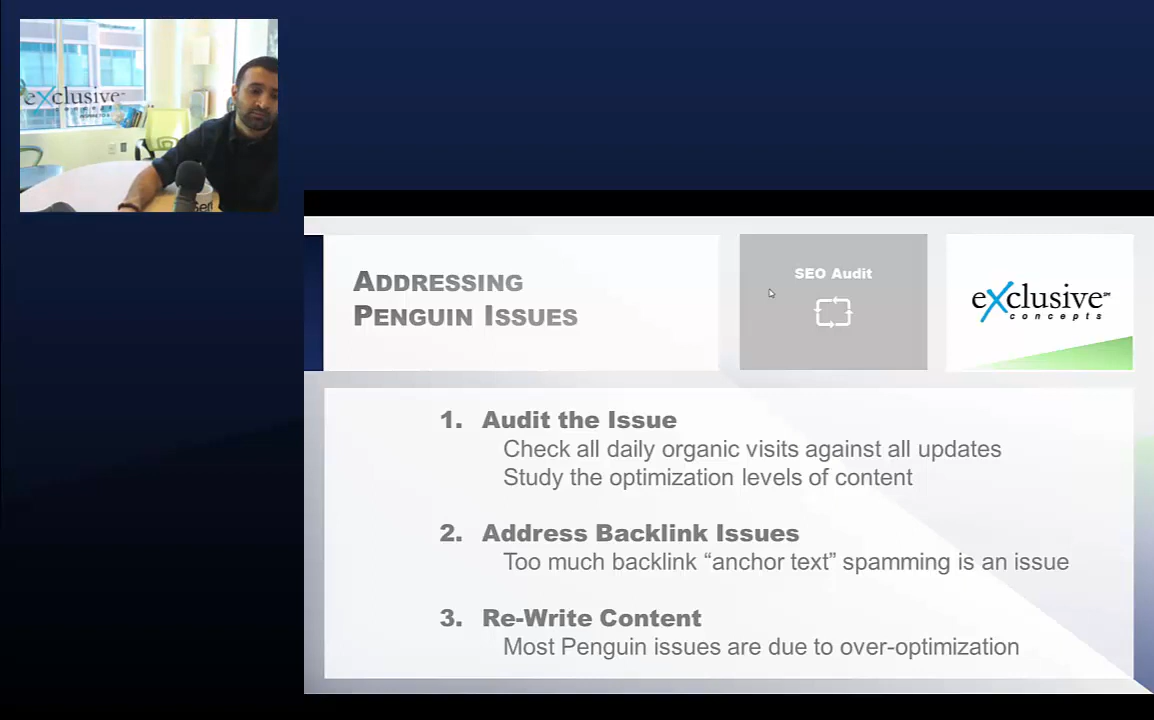 exclusive
ADDRESSING
PENGUIN ISSUES
SEO Audit
exclusive SM
concepts
1. Audit the Issue
Check all daily organic visits against all updates
Study the optimization levels of content
2. Address Backlink Issues
Too much backlink “anchor text” spamming is an issue
3. Re-Write Content
Most Penguin issues are due to over-optimization